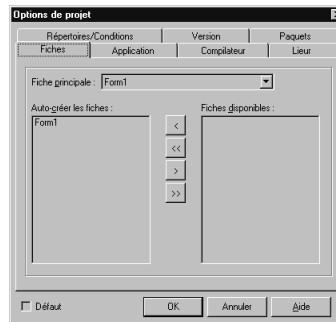 Options de projet
Répertoires/Conditions Version Paquets
Fiches Application Compilateur Lieur
Fiche principale : Form1
Auto-créer les fiches : Fiches disponibles :
Form1
<
<<
>
>>
Défaut OK Annuler Aide